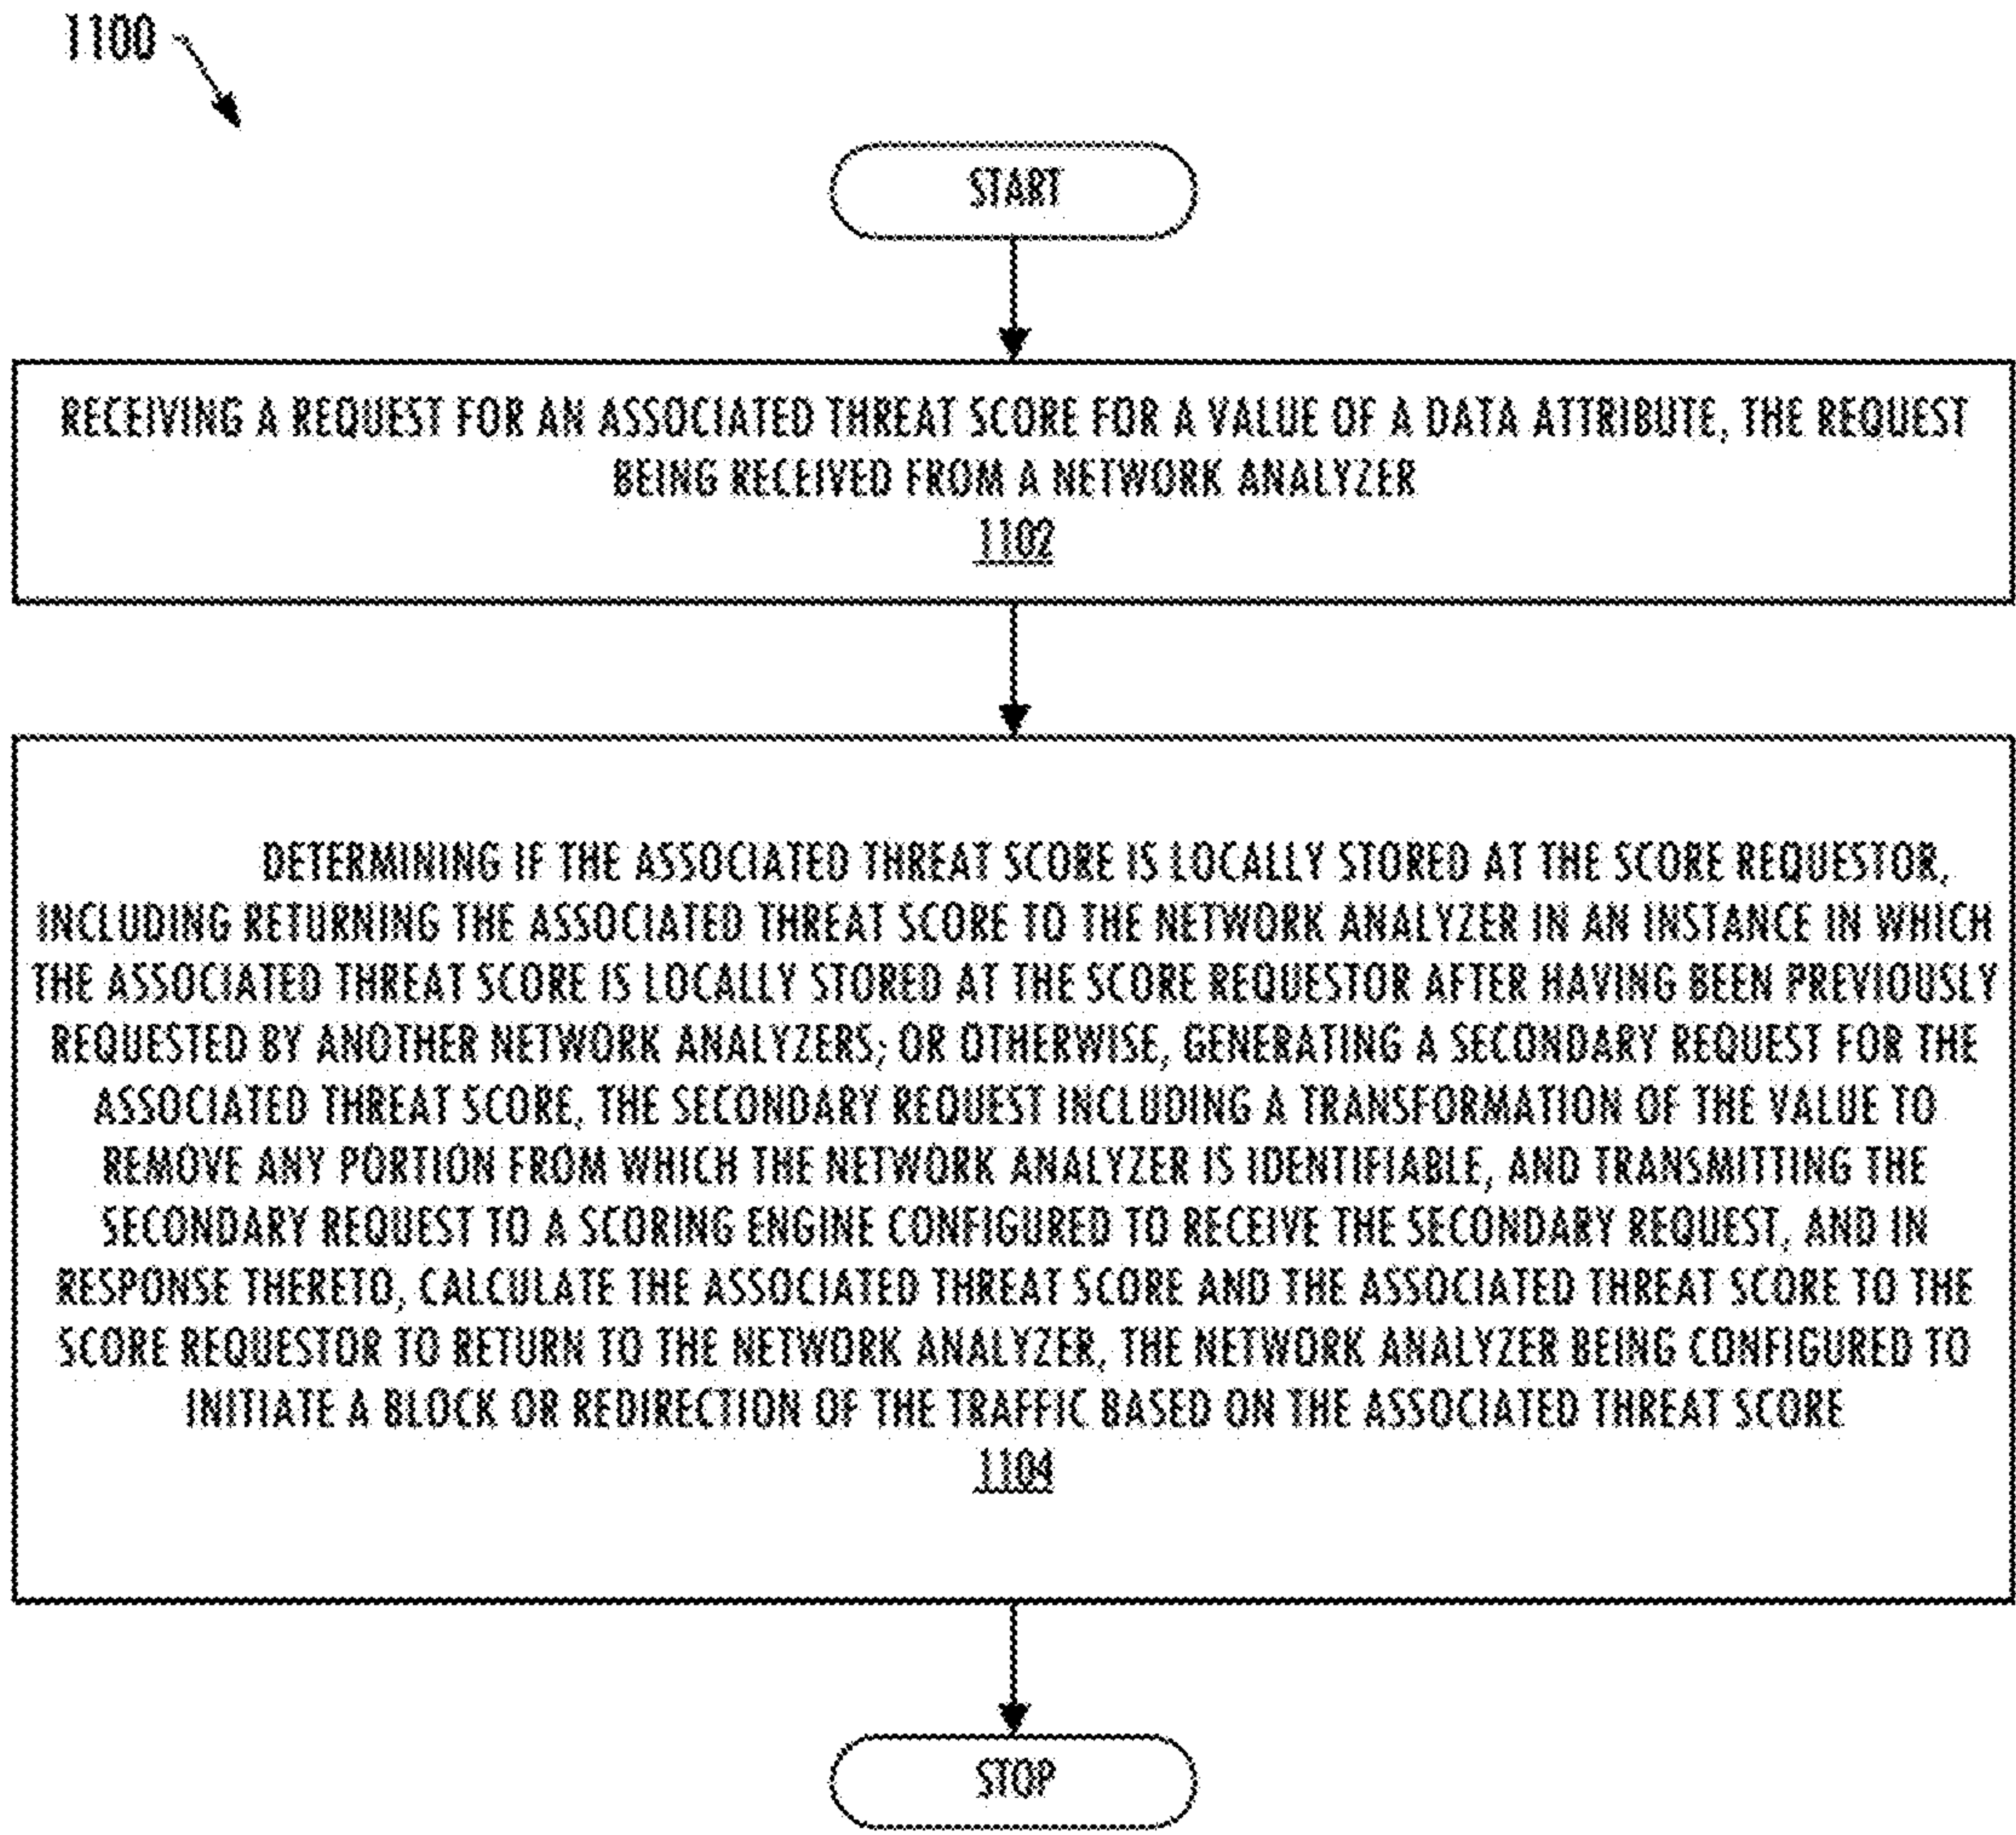 1100
START
RECEIVING A REQUEST FOR AN ASSOCIATED THREAT SCORE FOR A VALUE OF A DATA ATTRIBUTE, THE REQUEST
BEING RECEIVED FROM A NETWORK ANALYZER
1102
DETERMINING IF THE ASSOCIATED THREAT SCORE IS LOCALLY STORED AT THE SCORE REQUESTOR,
INCLUDING RETURNING THE ASSOCIATED THREAT SCORE TO THE NETWORK ANALYZER IN AN INSTANCE IN WHICH
THE ASSOCIATED THREAT SCORE IS LOCALLY STORED AT THE SCORE REQUESTOR AFTER HAVING BEEN PREVIOUSLY
REQUESTED BY ANOTHER NETWORK ANALYZERS; OR OTHERWISE, GENERATING A SECONDARY REQUEST FOR THE
ASSOCIATED THREAT SCORE, THE SECONDARY REQUEST INCLUDING A TRANSFORMATION OF THE VALUE TO
REMOVE ANY PORTION FROM WHICH THE NETWORK ANALYZER IS IDENTIFIABLE, AND TRANSMITTING THE
SECONDARY REQUEST TO A SCORING ENGINE CONFIGURED TO RECEIVE THE SECONDARY REQUEST, AND IN
RESPONSE THERETO, CALCULATE THE ASSOCIATED THREAT SCORE AND THE ASSOCIATED THREAT SCORE TO THE
SCORE REQUESTOR TO RETURN TO THE NETWORK ANALYZER, THE NETWORK ANALYZER BEING CONFIGURED TO
INITIATE A BLOCK OR REDIRECTION OF THE TRAFFIC BASED ON THE ASSOCIATED THREAT SCORE
1104
STOP